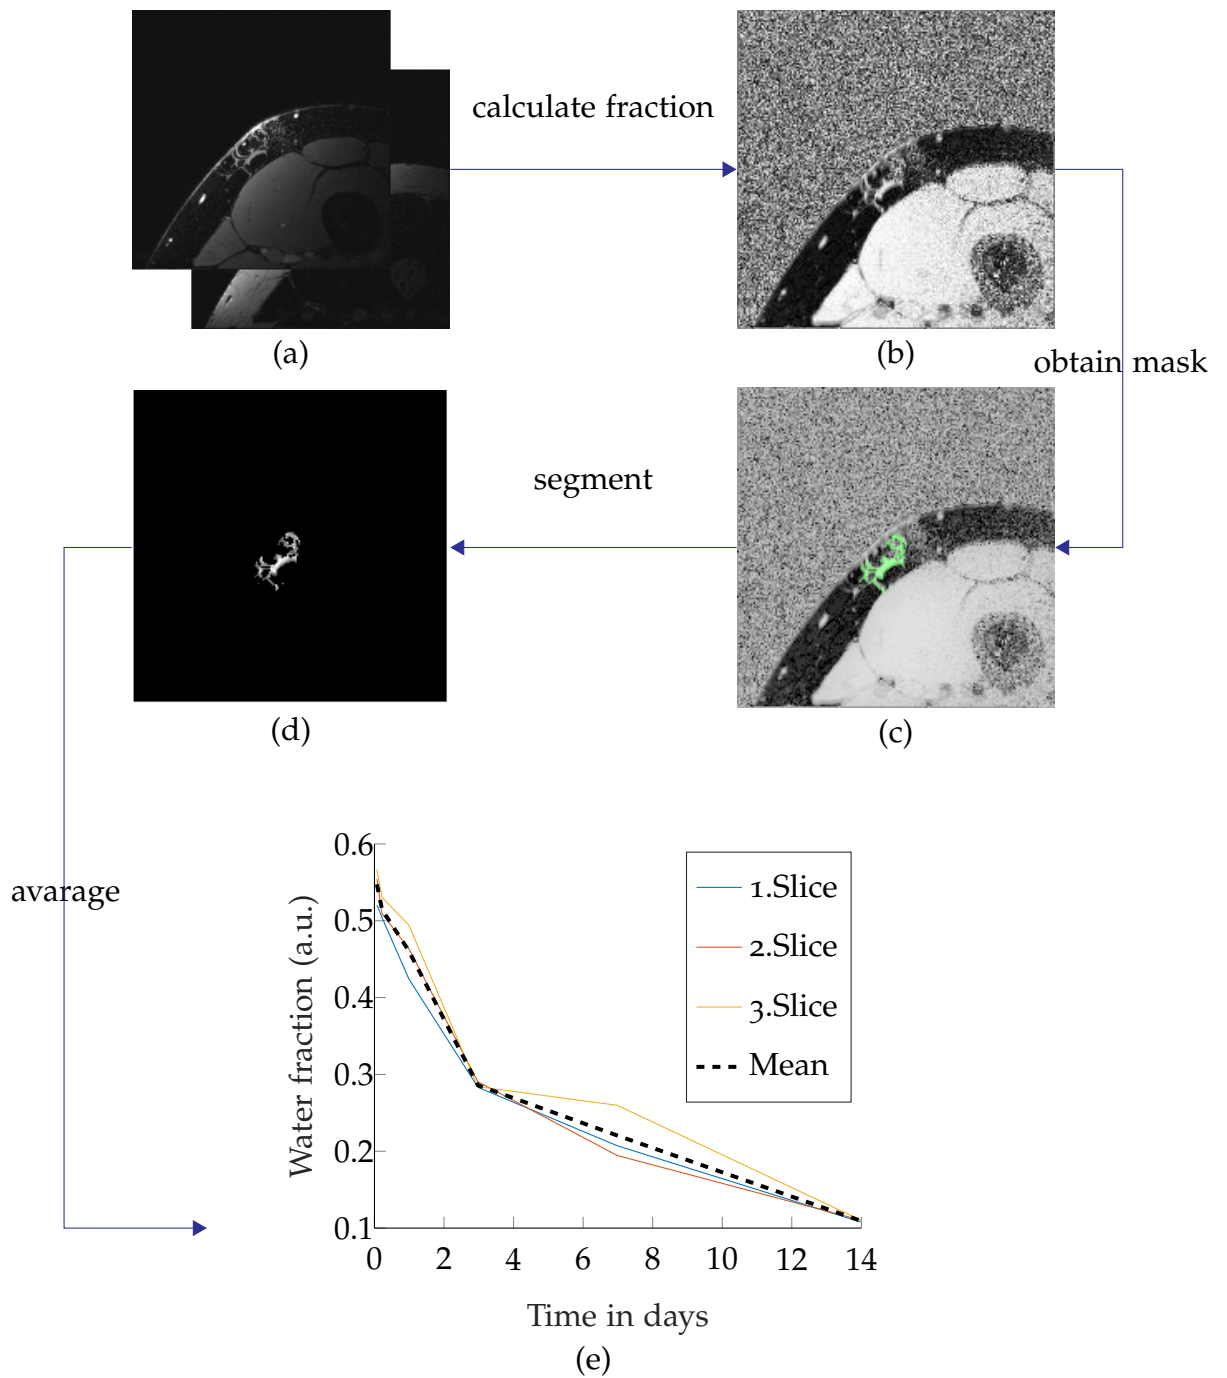 calculate fraction
(a)
(b)
obtain mask
segment
(d)
(c)
avarage
0.6
0.5
0.4
0.3
0.2
0.1
Water fraction (a.u.)
1.Slice
2.Slice
3.Slice
Mean
0 2 4 6 8 10 12 14
Time in days
(e)